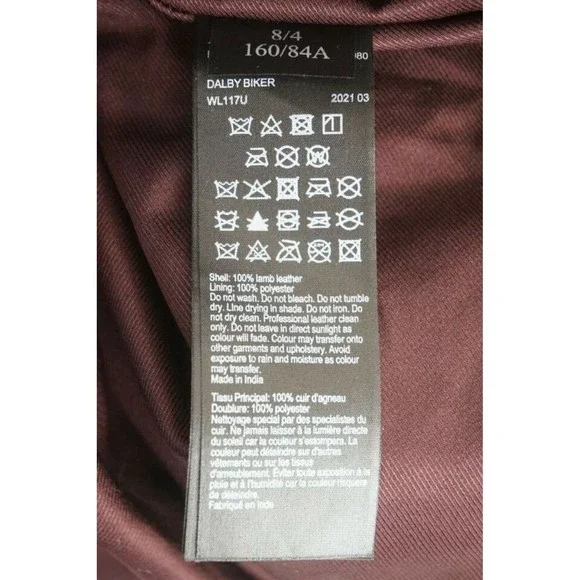 8/4
160/84A
980
DALBY BIKER
WL117U 2021 03
Shell: 100% lamb leather
Lining: 100% polyester
Do not wash. Do not bleach. Do not tumble
dry. Line drying in shade. Do not iron. Do
not dry clean. Professional leather clean
only. Do not leave in direct sunlight as
colour will fade. Colour may transfer onto
other garments and upholstery. Avoid
exposure to rain and moisture as colour
may transfer.
Made in India
Tissu Principal: 100% cuir d'agneau
Doublure: 100% polyester
Nettoyage special par des specialistes du
cuir. Ne jamais laisser à la lumière directe
du soleil car la couleur s'estompera. La
couleur peut déteindre sur d'autres
vêtements ou sur les tissus
d'ameublement. Éviter toute exposition à la
pluie et à l'humidité car la couleur risquera
de déteindre.
Fabriqué en Inde